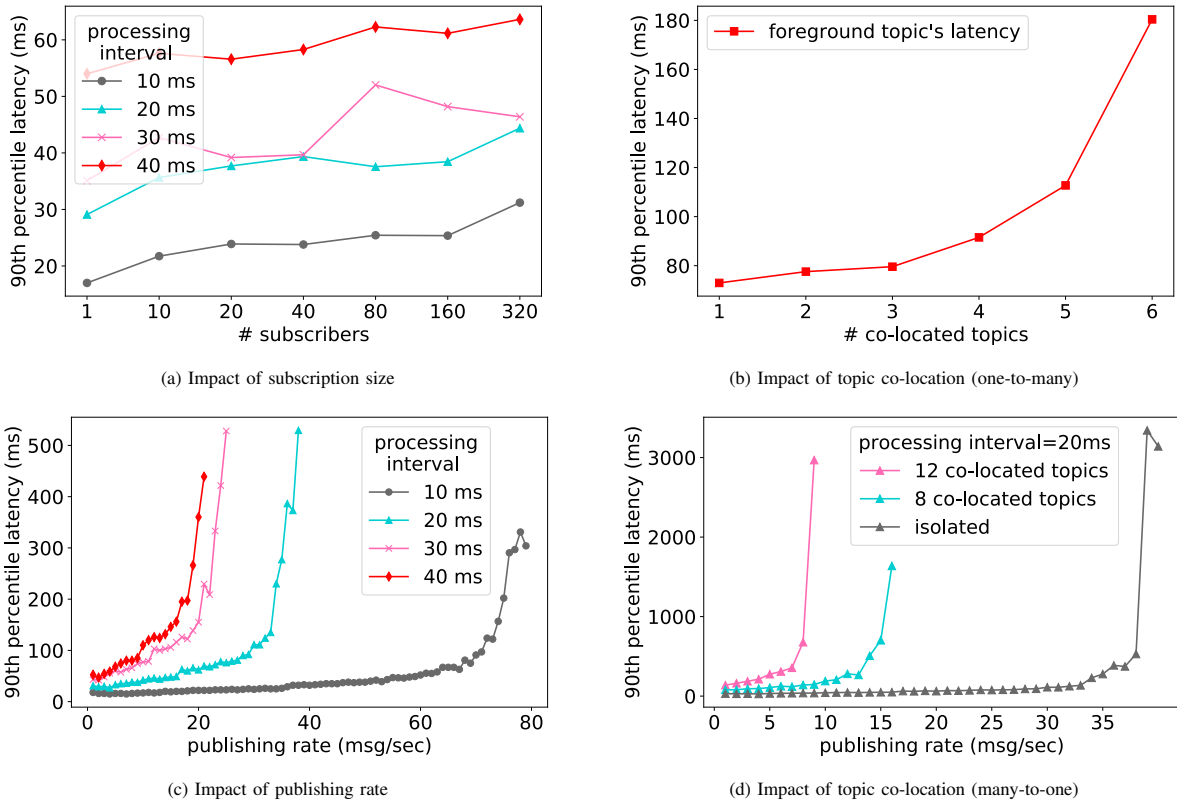 90th percentile latency (ms)
60
50
40
30
20
processing
interval
10 ms
20 ms
30 ms
40 ms
1 10 20 40 80 160 320
# subscribers
(a) Impact of subscription size
90th percentile latency (ms)
180
160
140
120
100
80
foreground topic's latency
1 2 3 4 5 6
# co-located topics
(b) Impact of topic co-location (one-to-many)
90th percentile latency (ms)
500
400
300
200
100
0
processing
interval
10 ms
20 ms
30 ms
40 ms
0 20 40 60 80
publishing rate (msg/sec)
(c) Impact of publishing rate
90th percentile latency (ms)
3000
2000
1000
0
processing interval=20ms
12 co-located topics
8 co-located topics
isolated
0 5 10 15 20 25 30 35
publishing rate (msg/sec)
(d) Impact of topic co-location (many-to-one)